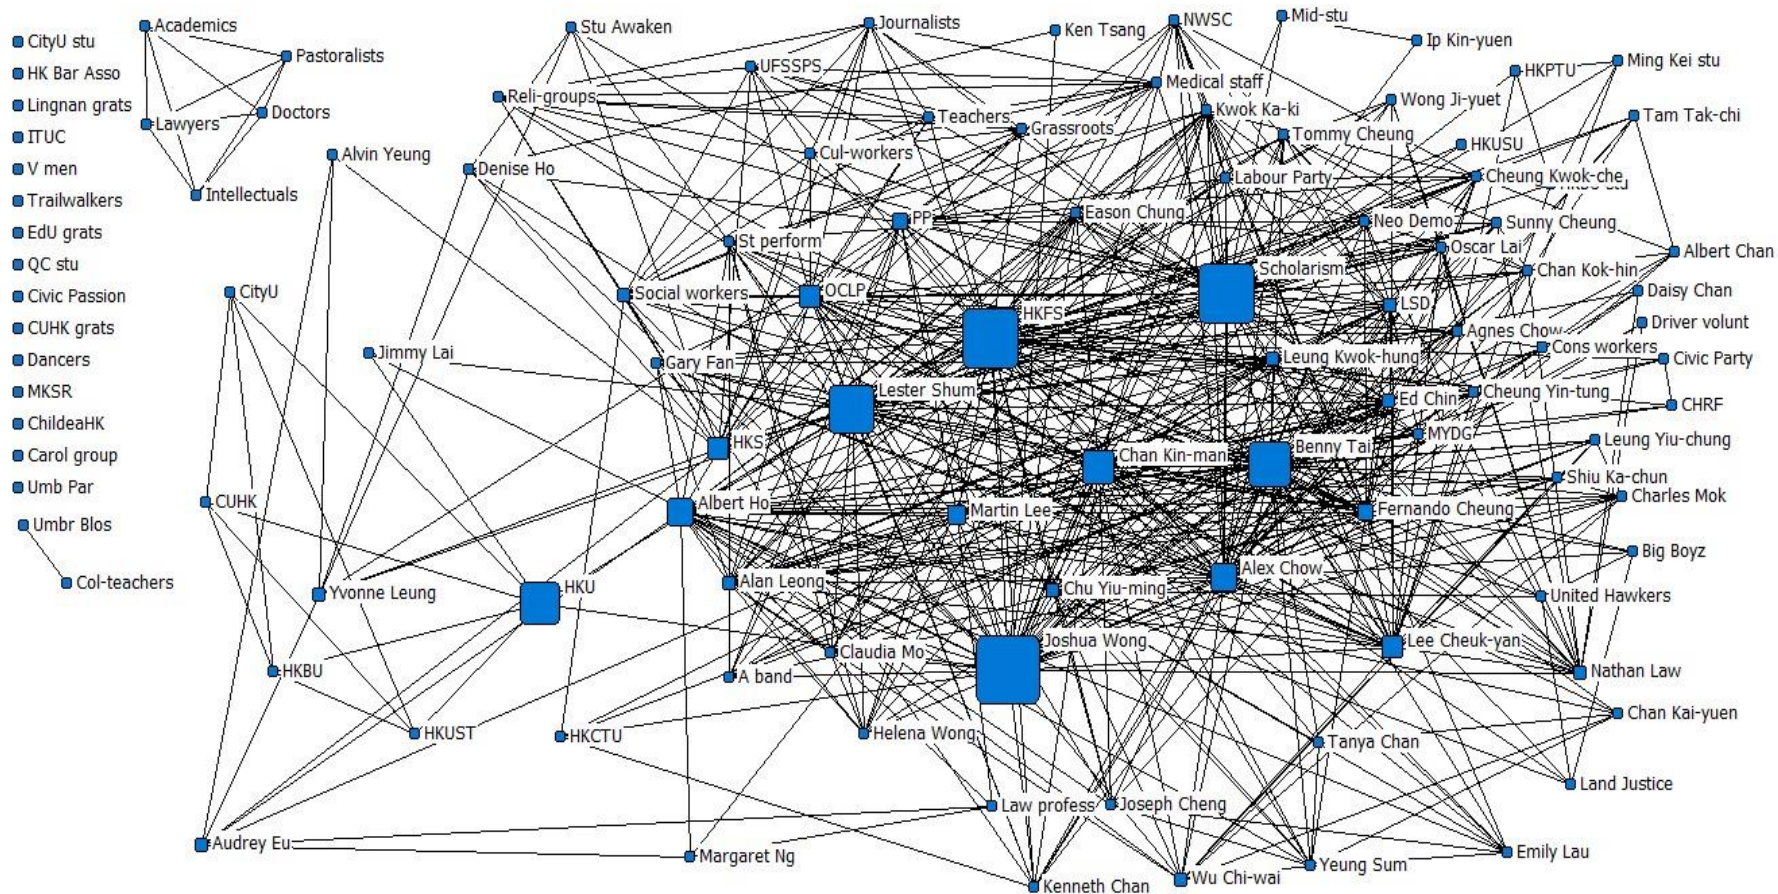 CityU stu
HK Bar Asso
Lingnan grats
ITUC
V men
Trailwalkers
EdU grats
QC stu
Civic Passion
CUHK grats
Dancers
MKSR
ChildeaHK
Carol group
Umb Par
Umbr Blos
Col-teachers
Academics
Pastoralists
Doctors
Lawyers
Intellectuals
Stu Awaken
Journalists
Ken Tsang
NWSC
Mid-stu
Ip Kin-yuen
UFSSPS
Medical staff
HKPTU
Ming Kei stu
Reli-groups
Teachers
Grassroots
Kwok Ka-ki
Wong Ji-yuet
Tam Tak-chi
Alvin Yeung
Denise Ho
Cul-workers
Tommy Cheung
HKUSU
Labour Party
Cheung Kwok-che
PP
Eason Chung
Neo Demo
Sunny Cheung
St perform
Oscar Lai
Albert Chan
Scholarism
Chan Kok-hin
CityU
Social workers
OCLP
HKFS
LSD
Daisy Chan
Agnes Chow
Driver volunt
Jimmy Lai
Gary Fan
Leung Kwok-hung
Cons workers
Civic Party
Lester Shum
Ed Chin
Cheung Yin-tung
CHRF
HKS
Chan Kin-man
Benny Tai
MYDG
Leung Yiu-chung
Shiu Ka-chun
Charles Mok
CUHK
Albert Ho
Martin Lee
Fernando Cheung
Big Boyz
Yvonne Leung
HKU
Alan Leong
Chu Yiu-ming
Alex Chow
United Hawkers
HKBU
Claudia Mo
A band
Joshua Wong
Lee Cheuk-yan
Nathan Law
HKUST
HKCTU
Helena Wong
Tanya Chan
Chan Kai-yuen
Land Justice
Law profess
Joseph Cheng
Audrey Eu
Margaret Ng
Kenneth Chan
Wu Chi-wai
Yeung Sum
Emily Lau